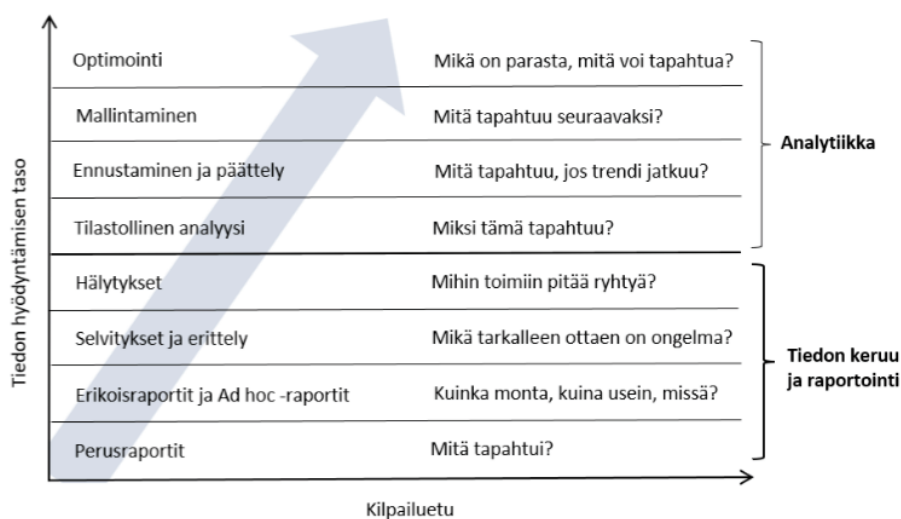 Optimointi Mikä on parasta, mitä voi tapahtua?
Mallintaminen Mitä tapahtuu seuraavaksi?
Ennustaminen ja päättely Mitä tapahtuu, jos trendi jatkuu?
Tilastollinen analyysi Miksi tämä tapahtuu?
Analytiikka
Hälytykset Mihin toimiin pitää ryhtyä?
Selvitykset ja erittely Mikä tarkalleen ottaen on ongelma?
Erikoisraportit ja Ad hoc -raportit Kuinka monta, kuina usein, missä?
Perusraportit Mitä tapahtui?
Tiedon keruu
ja raportointi
Tiedon hyödyntämisen taso
Kilpailuetu